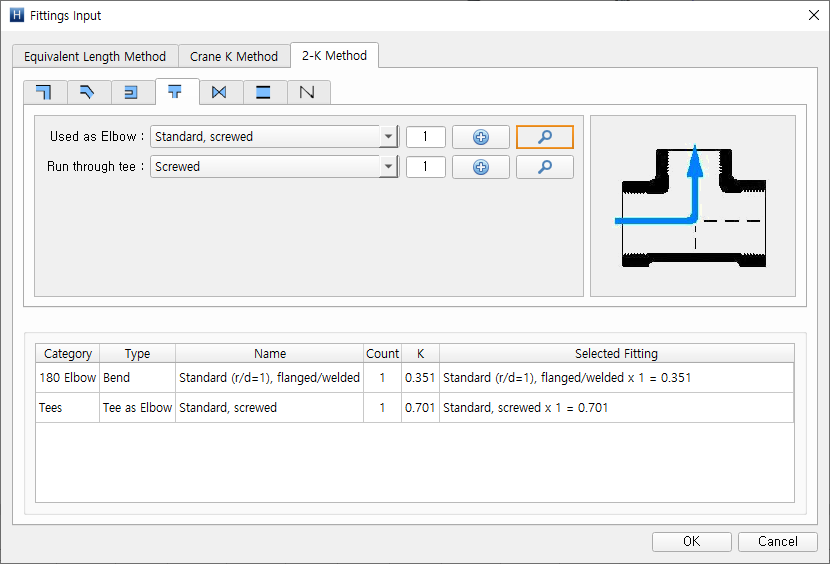 H Fittings Input
Equivalent Length Method Crane K Method 2-K Method
Used as Elbow : Standard, screwed 1
Run through tee : Screwed 1
Category Type Name Count K Selected Fitting
180 Elbow Bend Standard (r/d=1), flanged/welded 1 0.351 Standard (r/d=1), flanged/welded x 1 = 0.351
Tees Tee as Elbow Standard, screwed 1 0.701 Standard, screwed x 1 = 0.701
OK Cancel